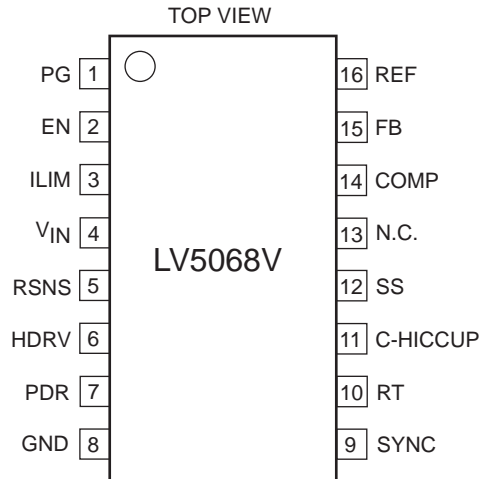 TOP VIEW
PG 1
16 REF
EN 2
15 FB
ILIM 3
14 COMP
VIN 4
13 N.C.
LV5068V
RSNS 5
12 SS
HDRV 6
11 C-HICCUP
PDR 7
10 RT
GND 8
9 SYNC